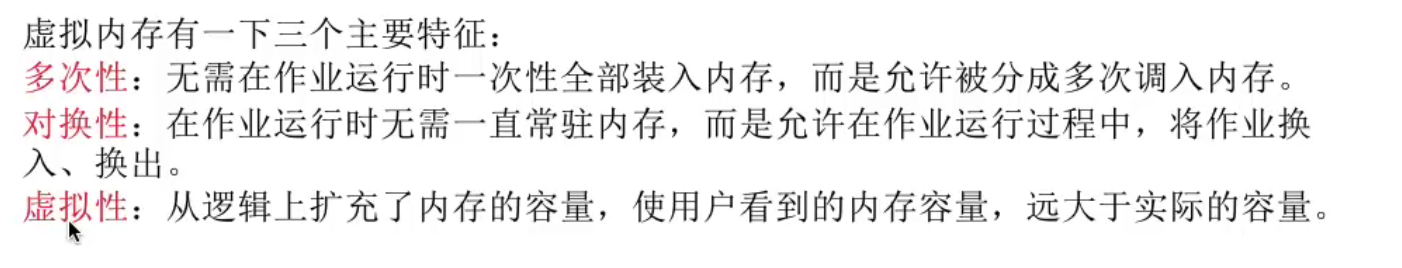 虚拟内存有一下三个主要特征：
多次性：无需在作业运行时一次性全部装入内存，而是允许被分成多次调入内存。
对换性：在作业运行时无需一直常驻内存，而是允许在作业运行过程中，将作业换
入、换出。
虚拟性：从逻辑上扩充了内存的容量，使用户看到的内存容量，远大于实际的容量。